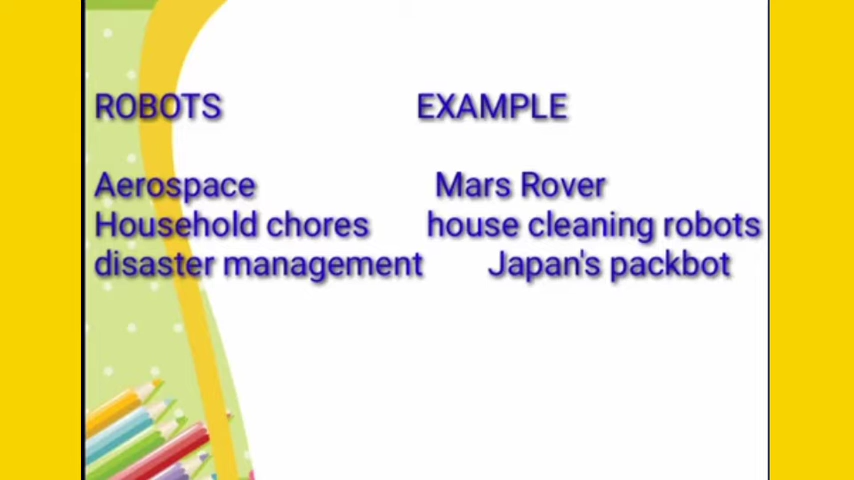 ROBOTS EXAMPLE
Aerospace Mars Rover
Household chores house cleaning robots
disaster management Japan's packbot